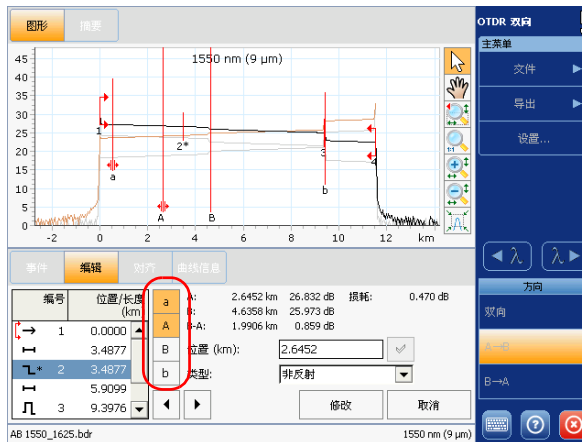 图形 摘要
1550 nm (9 µm)
45
40
35
30
25
20
15
10
5
0
-2 0 2 4 6 8 10 12 km
1 2* 3 4
a A B b
1:1
事件 编辑 对齐 曲线信息
编号 位置/长度 (km
1 0.0000
3.4877
* 2 3.4877
5.9099
3 9.3976
a
A
B
b
A: 2.6452 km 26.832 dB 损耗: 0.470 dB
B: 4.6358 km 25.973 dB
B-A: 1.9906 km 0.859 dB
位置 (km): 2.6452
类型: 非反射
修改 取消
AB 1550_1625.bdr 1550 nm (9 µm)
OTDR 双向
主菜单
文件
导出
设置...
λ λ
方向
双向
A→B
B→A